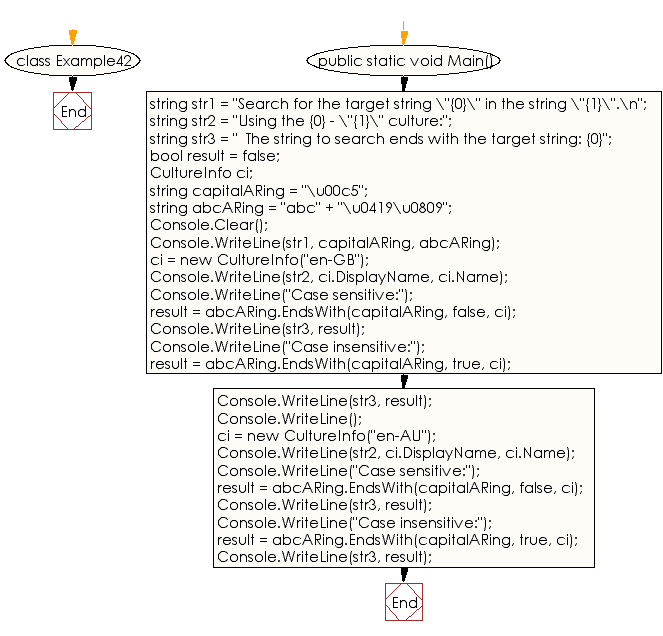 class Example42
End
public static void Main()
string str1 = "Search for the target string \"{0}\" in the string \"{1}\".\n";
string str2 = "Using the {0} - \"{1}\" culture:";
string str3 = "  The string to search ends with the target string: {0}";
bool result = false;
CultureInfo ci;
string capitalARing = "\u00c5";
string abcARing = "abc" + "\u0419\u0809";
Console.Clear();
Console.WriteLine(str1, capitalARing, abcARing);
ci = new CultureInfo("en-GB");
Console.WriteLine(str2, ci.DisplayName, ci.Name);
Console.WriteLine("Case sensitive:");
result = abcARing.EndsWith(capitalARing, false, ci);
Console.WriteLine(str3, result);
Console.WriteLine("Case insensitive:");
result = abcARing.EndsWith(capitalARing, true, ci);
Console.WriteLine(str3, result);
Console.WriteLine();
ci = new CultureInfo("en-AU");
Console.WriteLine(str2, ci.DisplayName, ci.Name);
Console.WriteLine("Case sensitive:");
result = abcARing.EndsWith(capitalARing, false, ci);
Console.WriteLine(str3, result);
Console.WriteLine("Case insensitive:");
result = abcARing.EndsWith(capitalARing, true, ci);
Console.WriteLine(str3, result);
End